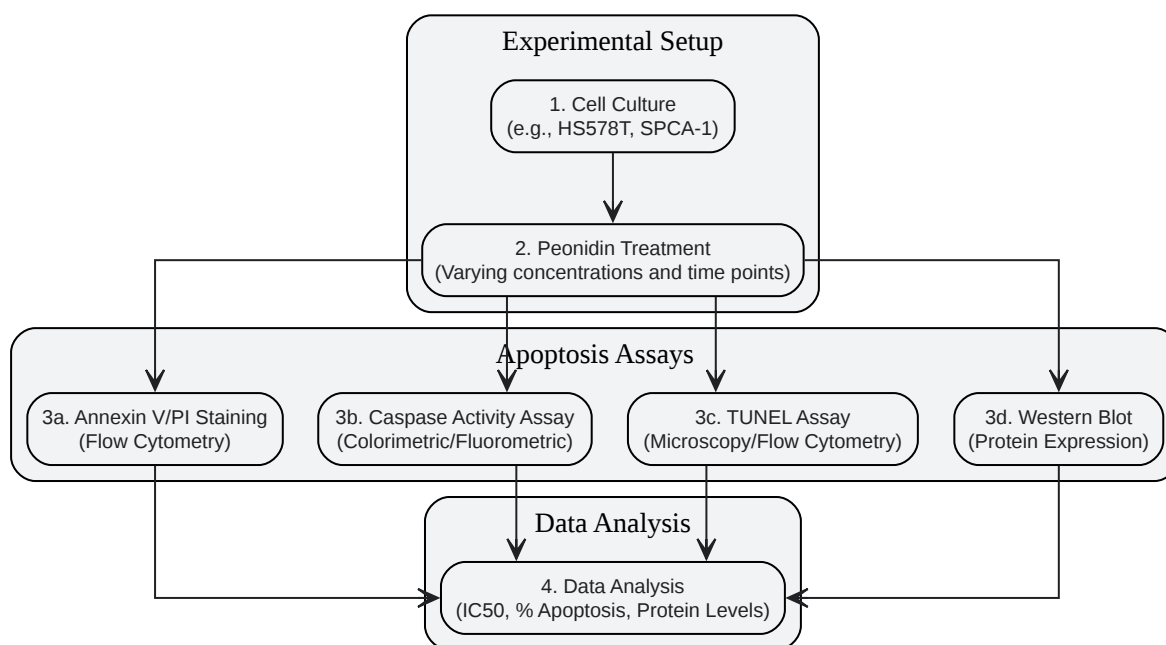 Experimental Setup
1. Cell Culture
(e.g., HS578T, SPCA-1)
2. Peonidin Treatment
(Varying concentrations and time points)
Apoptosis Assays
3a. Annexin V/PI Staining
(Flow Cytometry)
3b. Caspase Activity Assay
(Colorimetric/Fluorometric)
3c. TUNEL Assay
(Microscopy/Flow Cytometry)
3d. Western Blot
(Protein Expression)
Data Analysis
4. Data Analysis
(IC50, % Apoptosis, Protein Levels)